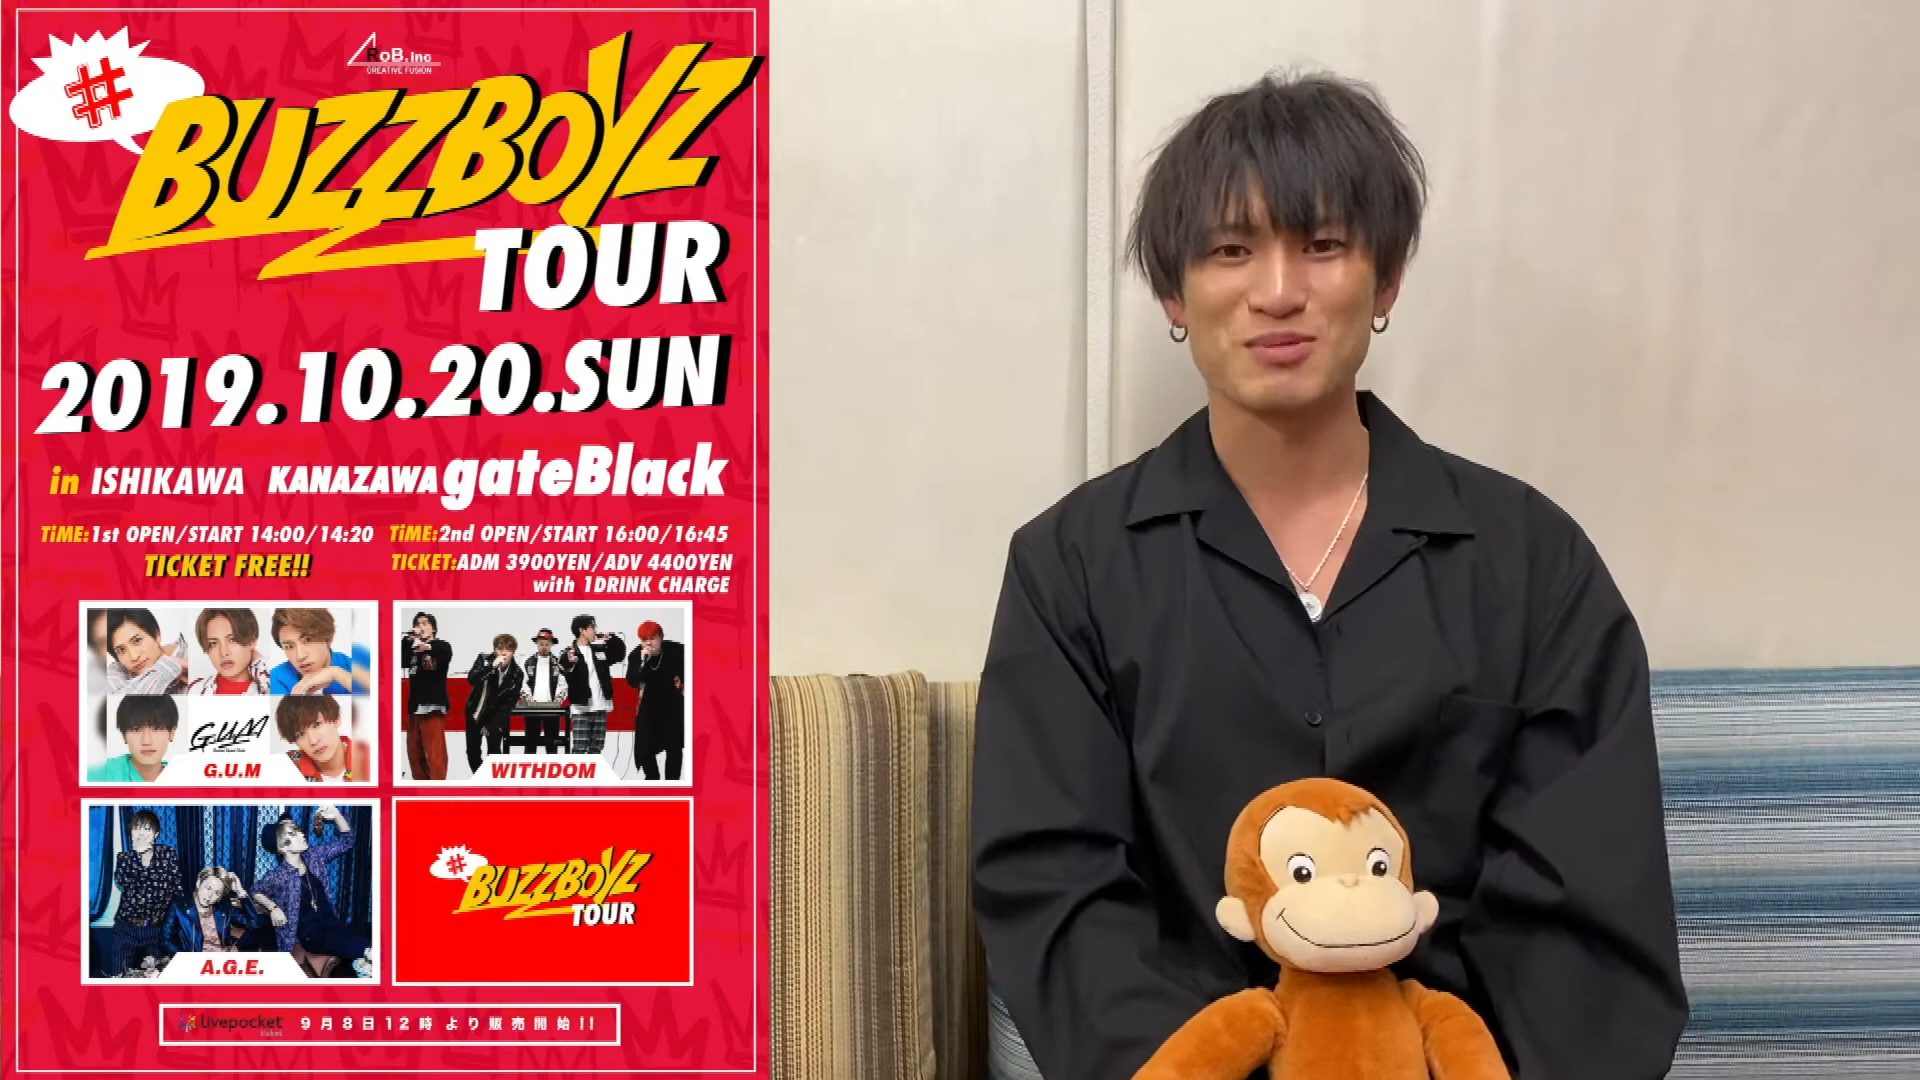 RoB.Inc
CREATIVE FUSION
#
BUZZBOYZ
TOUR
2019.10.20.SUN
in ISHIKAWA KANAZAWA gateBlack
TiME:1st OPEN/START 14:00/14:20
TICKET FREE!!
TiME:2nd OPEN/START 16:00/16:45
TICKET:ADM 3900YEN/ADV 4400YEN
with 1DRINK CHARGE
G.U.M
G.U.M
WITHDOM
A.G.E.
#
BUZZBOYZ
TOUR
livepocket 9月8日12時より販売開始!!